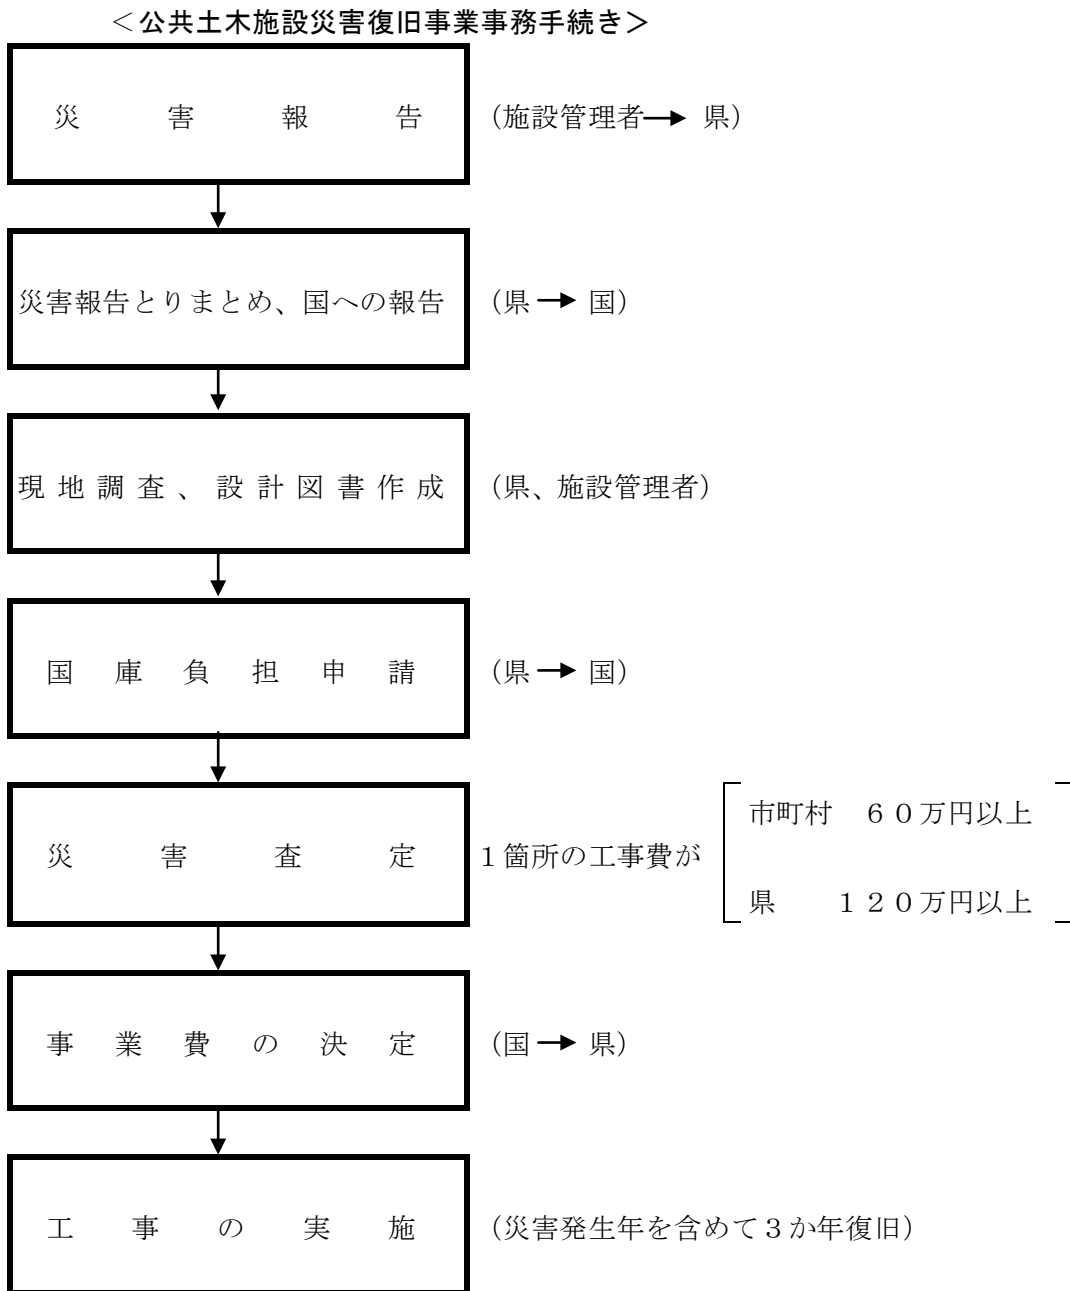 ＜公共土木施設災害復旧事業事務手続き＞
災害報告 （施設管理者→ 県）
災害報告とりまとめ、国への報告 （県→ 国）
現地調査、設計図書作成 （県、施設管理者）
国庫負担申請 （県→ 国）
市町村　６０万円以上
災害査定 １箇所の工事費が
県　１２０万円以上
事業費の決定 （国→ 県）
工事の実施 （災害発生年を含めて３か年復旧）